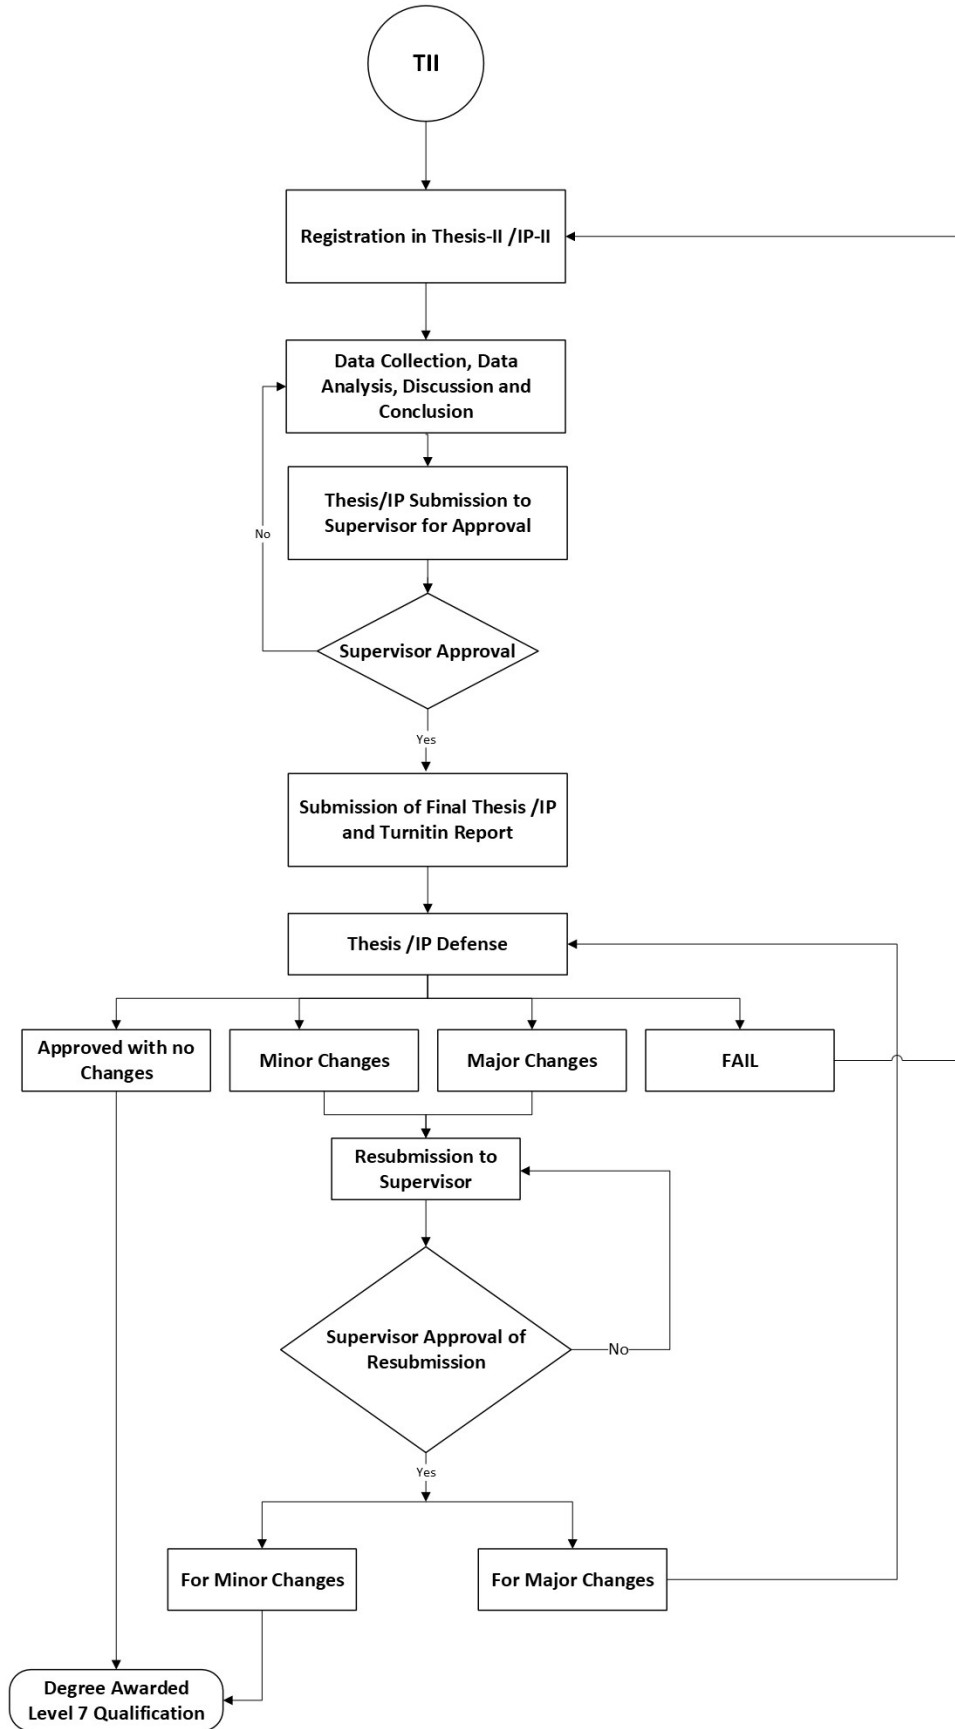 TII
Registration in Thesis-II /IP-II
Data Collection, Data
Analysis, Discussion and
Conclusion
Thesis/IP Submission to
Supervisor for Approval
No
Supervisor Approval
Yes
Submission of Final Thesis /IP
and Turnitin Report
Thesis /IP Defense
Approved with no
Changes
Minor Changes
Major Changes
FAIL
Resubmission to
Supervisor
Supervisor Approval of
Resubmission
No
Yes
For Minor Changes
For Major Changes
Degree Awarded
Level 7 Qualification